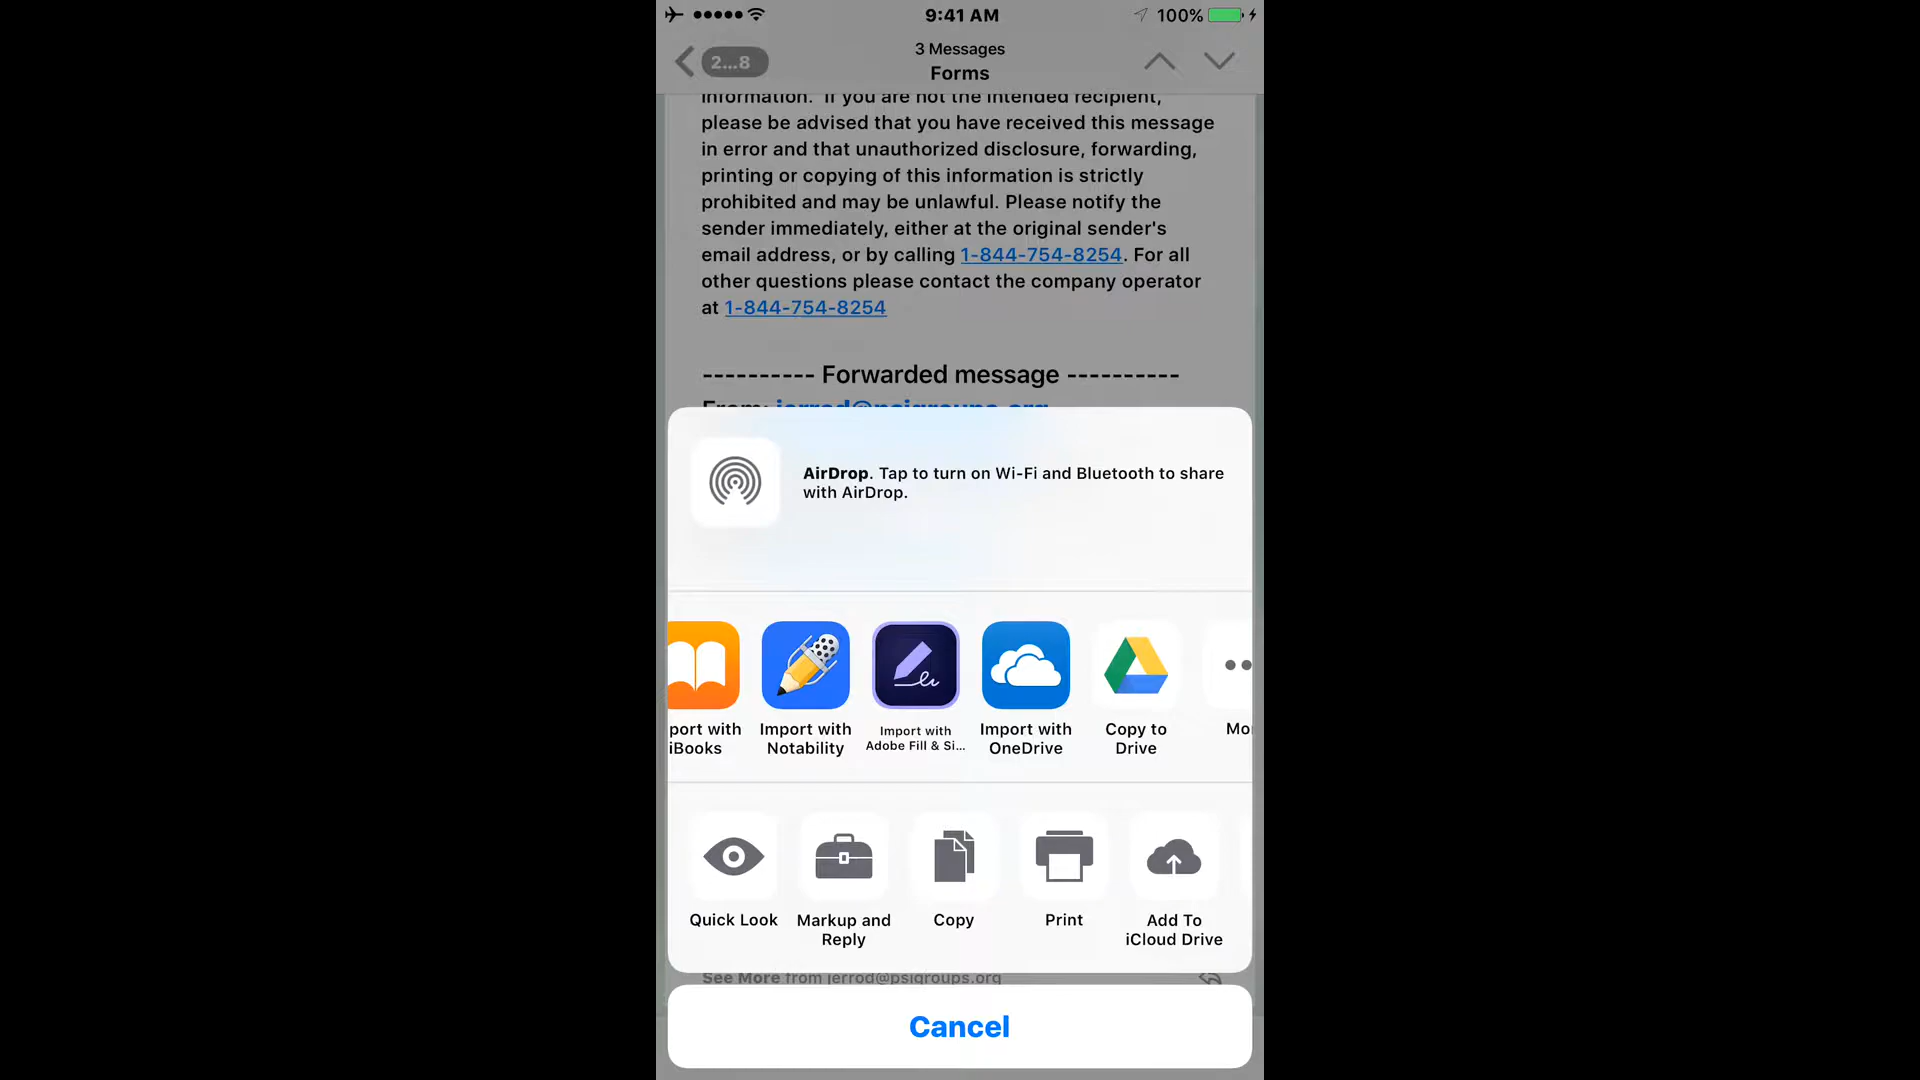 9:41 AM
100%
2...8
3 Messages
Forms
information. If you are not the intended recipient,
please be advised that you have received this message
in error and that unauthorized disclosure, forwarding,
printing or copying of this information is strictly
prohibited and may be unlawful. Please notify the
sender immediately, either at the original sender's
email address, or by calling 1-844-754-8254. For all
other questions please contact the company operator
at 1-844-754-8254
---------- Forwarded message ----------
From: jerrod@psigroups.org
AirDrop. Tap to turn on Wi-Fi and Bluetooth to share
with AirDrop.
port with
iBooks
Import with
Notability
Import with
Adobe Fill & Si...
Import with
OneDrive
Copy to
Drive
Mo
Quick Look
Markup and
Reply
Copy
Print
Add To
iCloud Drive
See More from jerrod@psigroups.org
Cancel